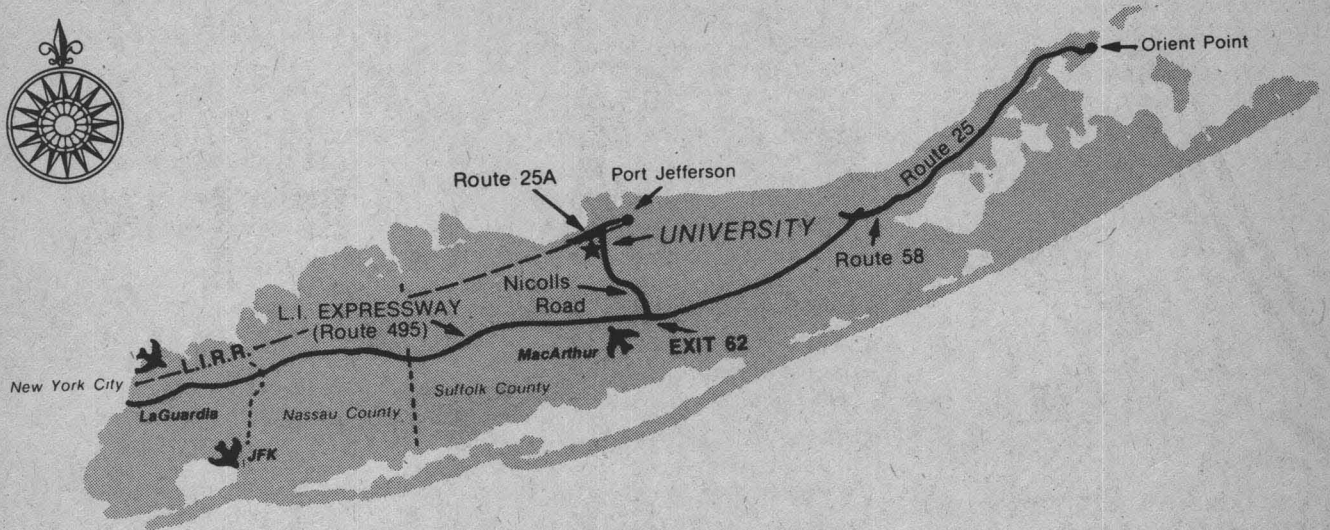 Orient Point
Route 25
Route 25A
Port Jefferson
UNIVERSITY
Route 58
Nicolls
Road
L.I. EXPRESSWAY
(Route 495)
MacArthur
EXIT 62
L.I.R.R.
New York City
LaGuardia
Nassau County
Suffolk County
JFK